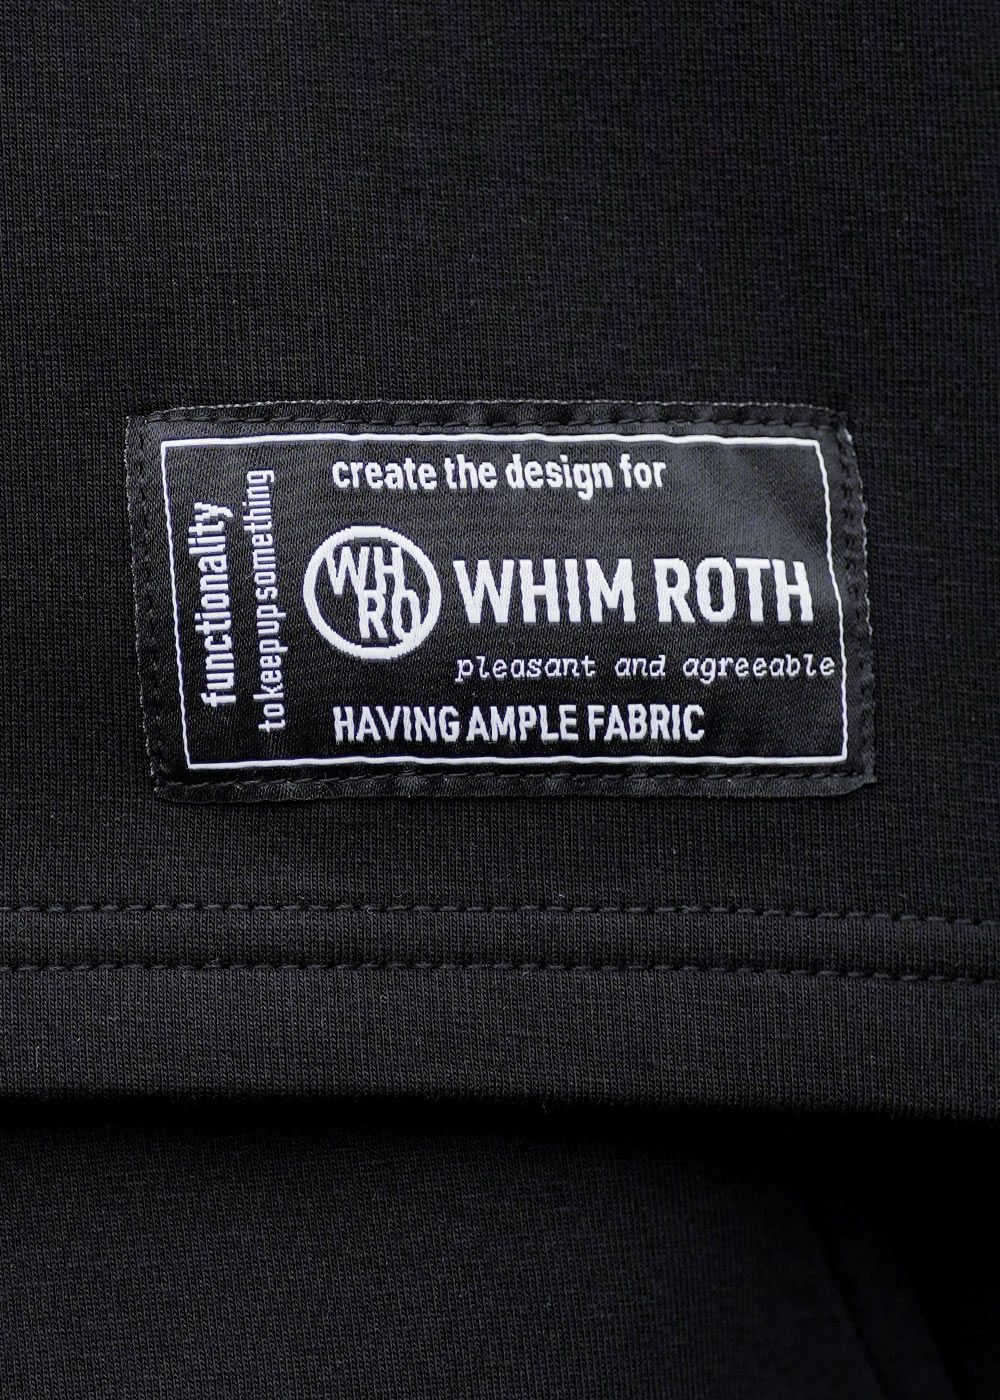 functionality
to keep up something
create the design for
WH
RO
WHIM ROTH
pleasant and agreeable
HAVING AMPLE FABRIC